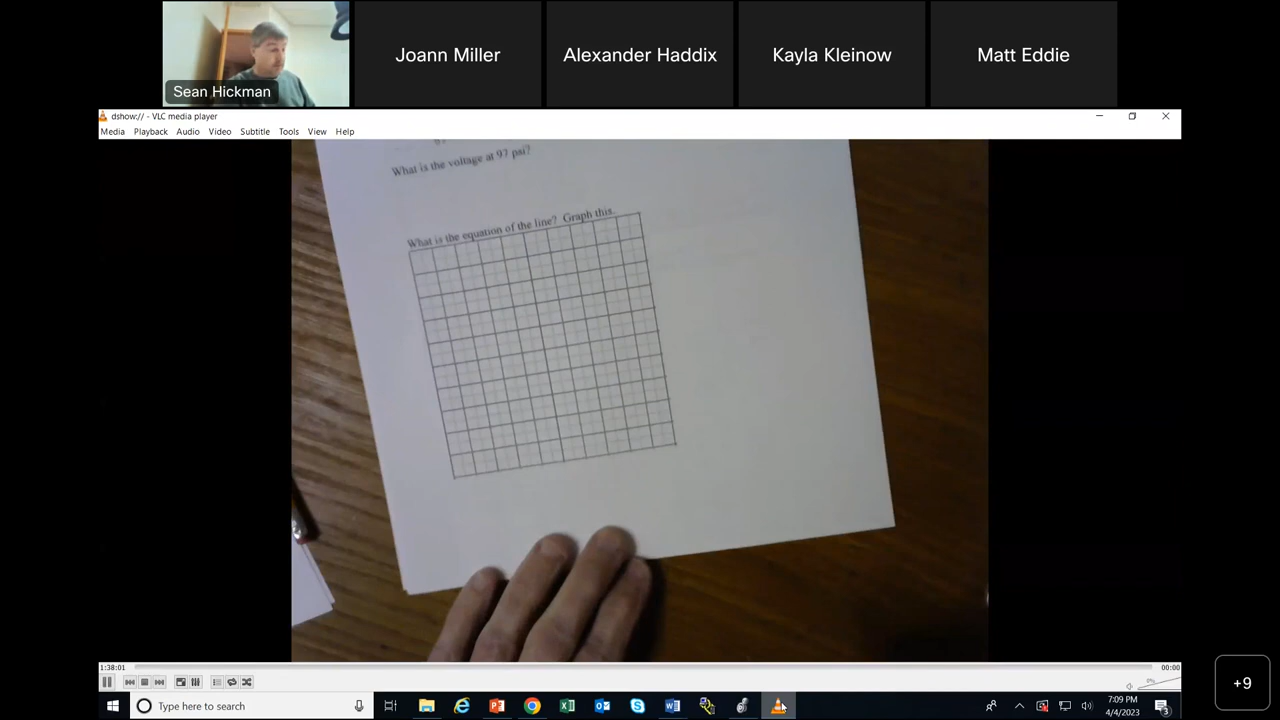 Joann Miller
Alexander Haddix
Kayla Kleinow
Matt Eddie
Sean Hickman
dshow:// - VLC media player
Media Playback Audio Video Subtitle Tools View Help
What is the voltage at 97 psi?
What is the equation of the line? Graph this.
1:38:01
00:00
0%
+9
Type here to search
7:09 PM
4/4/2023
3